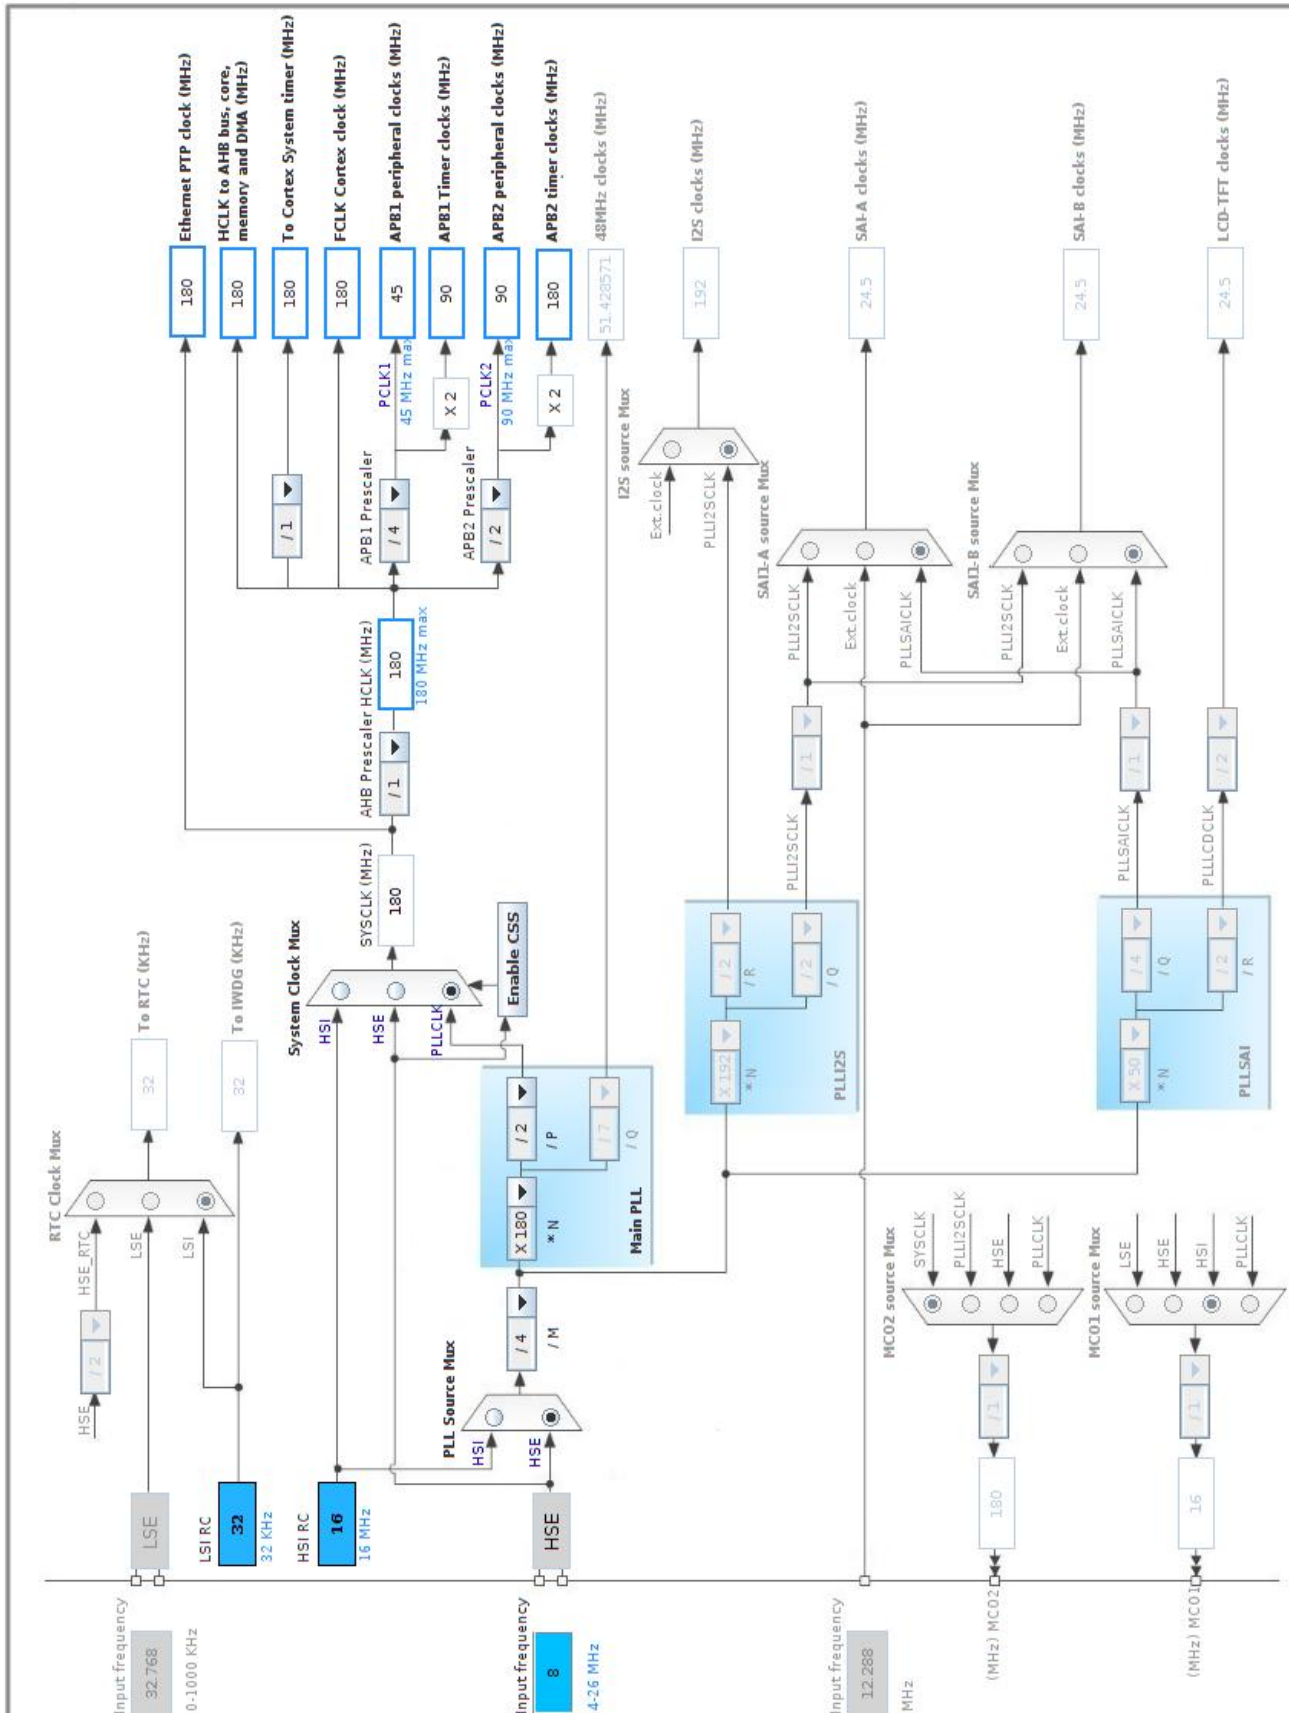 Input frequency
32.768
0-1000 KHz
LSE
LSI RC
32
32 KHz
HSI RC
16
16 MHz
Input frequency
8
4-26 MHz
HSE
Input frequency
12.288
MHz
HSE
/ 2
HSE_RTC
LSE
LSI
RTC Clock Mux
32
To RTC (KHz)
32
To IWDG (KHz)
PLL Source Mux
HSI
HSE
/ 4
/ M
X 180
* N
/ 2
/ P
/ 7
/ Q
Main PLL
System Clock Mux
HSI
HSE
PLLCLK
Enable CSS
SYSCLK (MHz)
180
AHB Prescaler
/ 1
HCLK (MHz)
180
180 MHz max
/ 1
APB1 Prescaler
/ 4
PCLK1
45 MHz max
X 2
APB2 Prescaler
/ 2
PCLK2
90 MHz max
X 2
180
Ethernet PTP clock (MHz)
180
HCLK to AHB bus, core,
memory and DMA (MHz)
180
To Cortex System timer (MHz)
180
FCLK Cortex clock (MHz)
45
APB1 peripheral clocks (MHz)
90
APB1 Timer clocks (MHz)
90
APB2 peripheral clocks (MHz)
180
APB2 timer clocks (MHz)
51.428571
48MHz clocks (MHz)
X 192
* N
/ 2
/ R
/ 2
/ Q
PLLI2S
PLLI2SCLK
/ 1
I2S source Mux
Ext.clock
PLLI2SCLK
192
I2S clocks (MHz)
SAI1-A source Mux
PLLI2SCLK
Ext.clock
PLLSAICLK
24.5
SAI-A clocks (MHz)
SAI1-B source Mux
PLLI2SCLK
Ext.clock
PLLSAICLK
24.5
SAI-B clocks (MHz)
X 50
* N
/ 4
/ Q
/ 2
/ R
PLLSAI
PLLSAICLK
/ 1
PLLLCDCLK
/ 2
24.5
LCD-TFT clocks (MHz)
MCO2 source Mux
SYSCLK
PLLI2SCLK
HSE
PLLCLK
/ 1
180
(MHz) MCO2
MCO1 source Mux
LSE
HSE
HSI
PLLCLK
/ 1
16
(MHz) MCO1